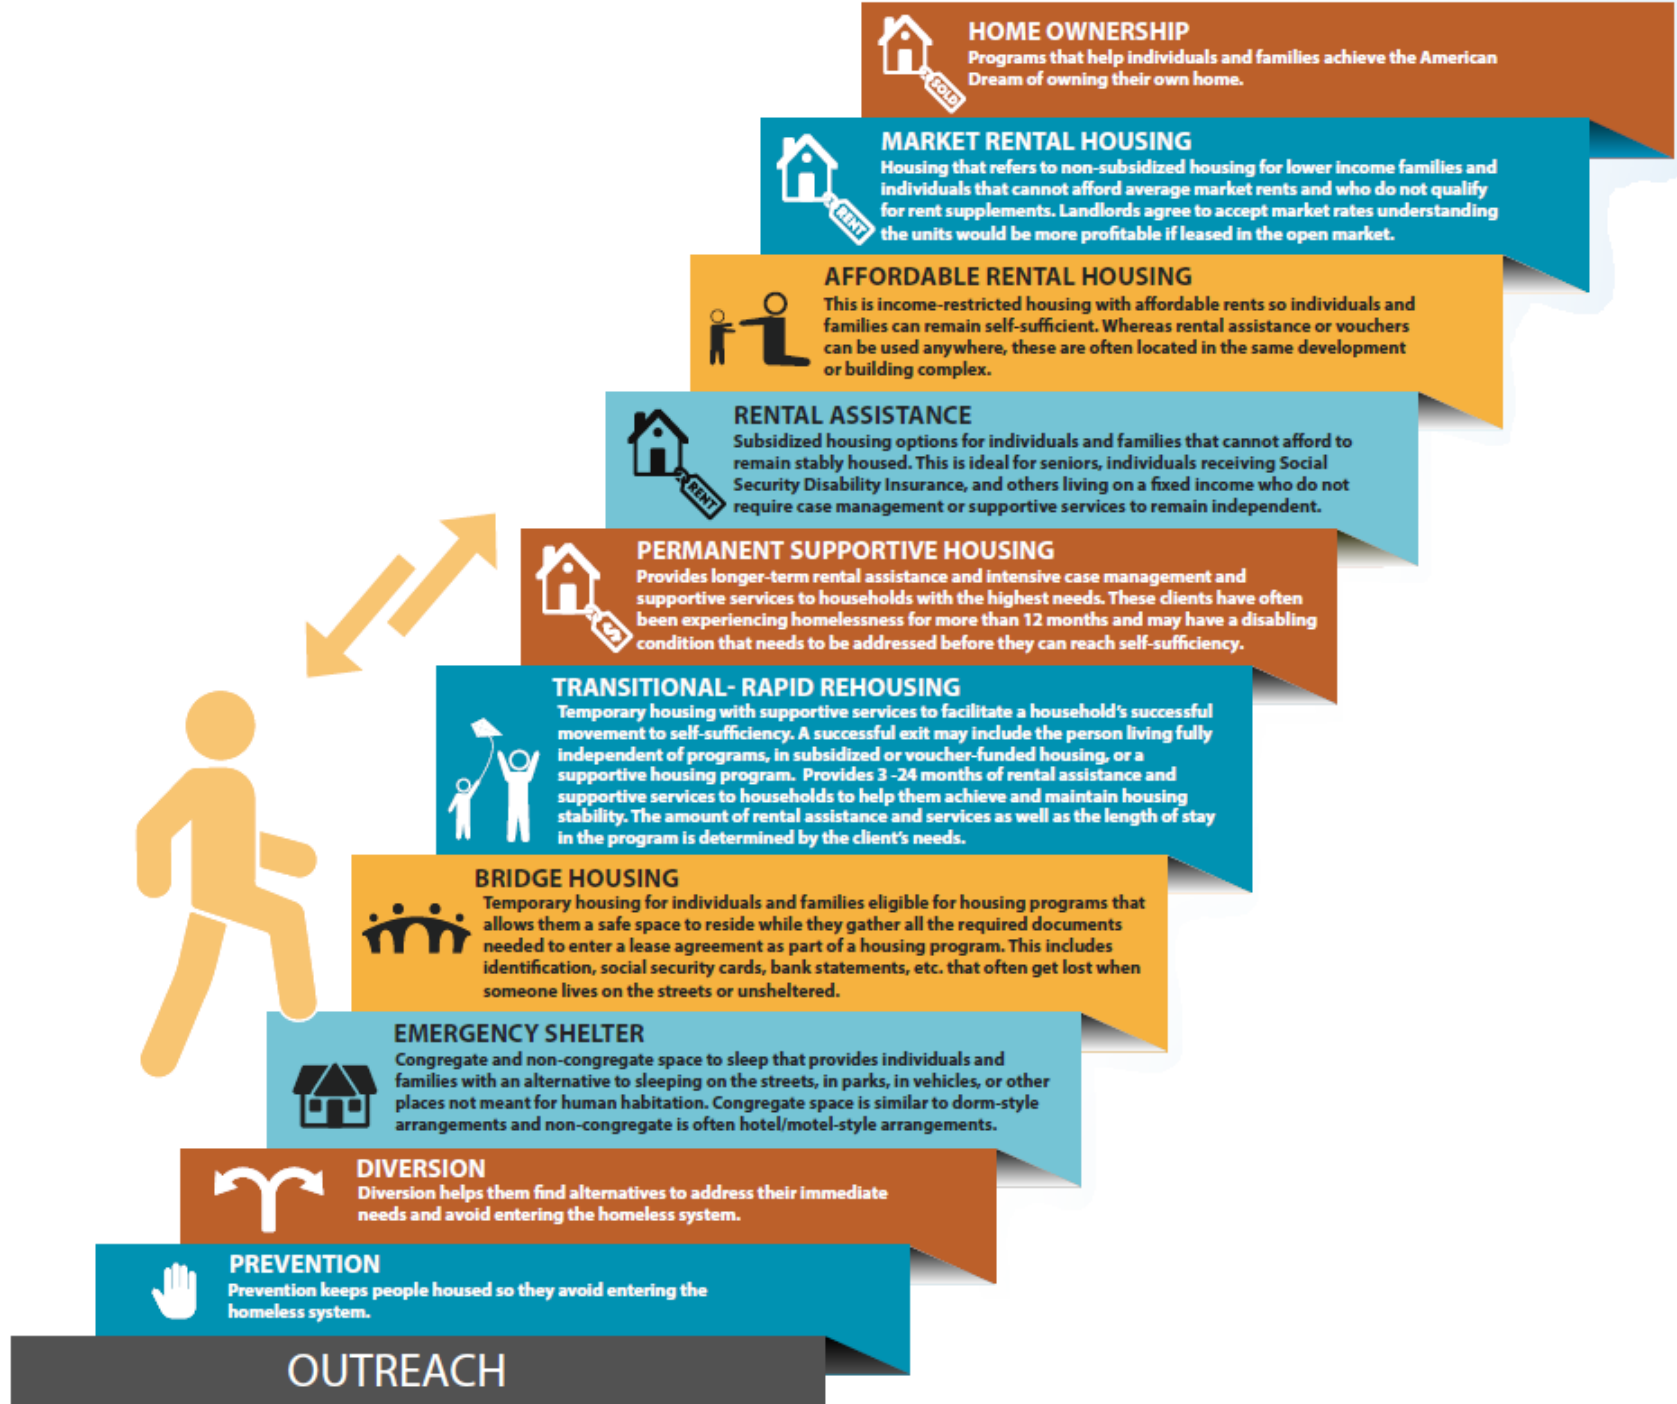 HOME OWNERSHIP
Programs that help individuals and families achieve the American
Dream of owning their own home.
SOLD
MARKET RENTAL HOUSING
Housing that refers to non-subsidized housing for lower income families and
individuals that cannot afford average market rents and who do not qualify
for rent supplements. Landlords agree to accept market rates understanding
the units would be more profitable if leased in the open market.
RENT
AFFORDABLE RENTAL HOUSING
This is income-restricted housing with affordable rents so individuals and
families can remain self-sufficient. Whereas rental assistance or vouchers
can be used anywhere, these are often located in the same development
or building complex.
RENTAL ASSISTANCE
Subsidized housing options for individuals and families that cannot afford to
remain stably housed. This is ideal for seniors, individuals receiving Social
Security Disability Insurance, and others living on a fixed income who do not
require case management or supportive services to remain independent.
RENT
PERMANENT SUPPORTIVE HOUSING
Provides longer-term rental assistance and intensive case management and
supportive services to households with the highest needs. These clients have often
been experiencing homelessness for more than 12 months and may have a disabling
condition that needs to be addressed before they can reach self-sufficiency.
$
TRANSITIONAL- RAPID REHOUSING
Temporary housing with supportive services to facilitate a household's successful
movement to self-sufficiency. A successful exit may include the person living fully
independent of programs, in subsidized or voucher-funded housing, or a
supportive housing program. Provides 3 -24 months of rental assistance and
supportive services to households to help them achieve and maintain housing
stability. The amount of rental assistance and services as well as the length of stay
in the program is determined by the client's needs.
BRIDGE HOUSING
Temporary housing for individuals and families eligible for housing programs that
allows them a safe space to reside while they gather all the required documents
needed to enter a lease agreement as part of a housing program. This includes
identification, social security cards, bank statements, etc. that often get lost when
someone lives on the streets or unsheltered.
EMERGENCY SHELTER
Congregate and non-congregate space to sleep that provides individuals and
families with an alternative to sleeping on the streets, in parks, in vehicles, or other
places not meant for human habitation. Congregate space is similar to dorm-style
arrangements and non-congregate is often hotel/motel-style arrangements.
DIVERSION
Diversion helps them find alternatives to address their immediate
needs and avoid entering the homeless system.
PREVENTION
Prevention keeps people housed so they avoid entering the
homeless system.
OUTREACH